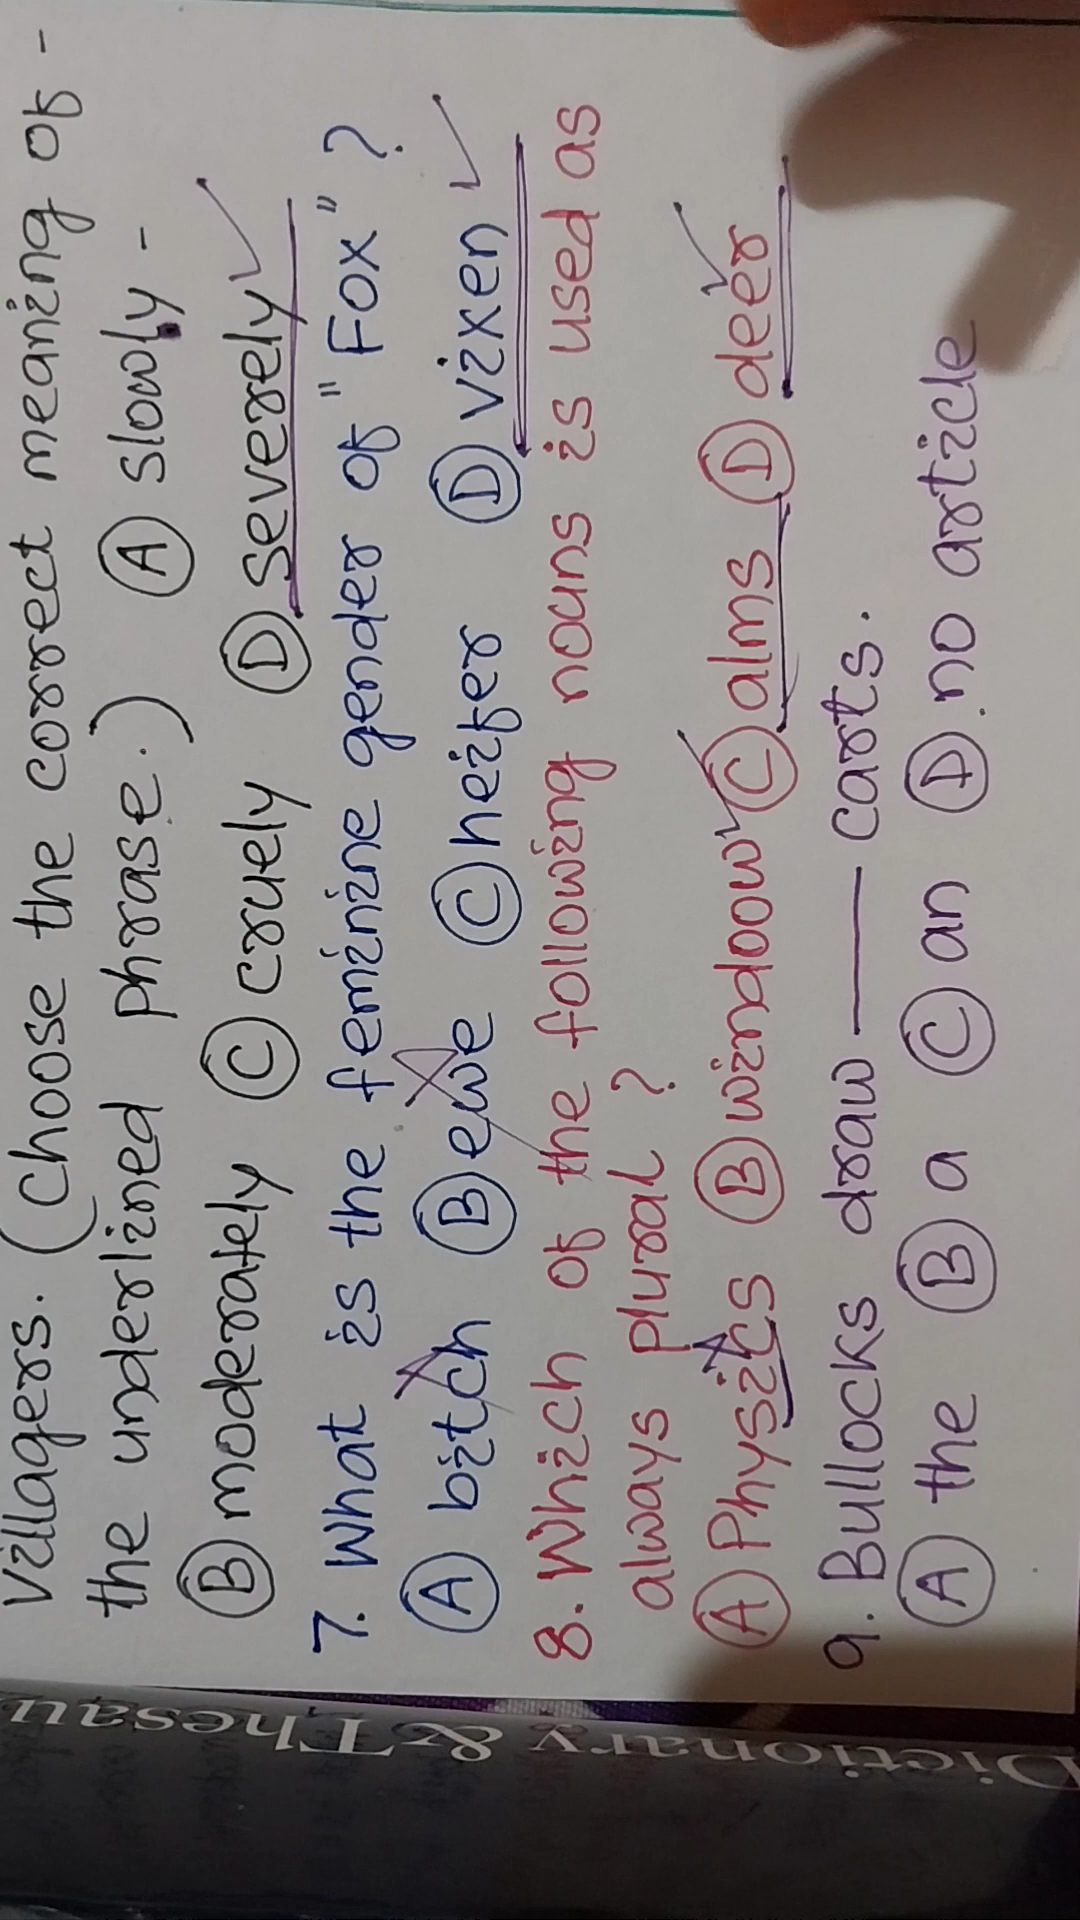 villagers. (Choose the correct meaning of -
the underlined phrase.) A slowly -
B moderately C cruely D severely
7. What is the feminine gender of "Fox" ?
A bitch B ewe C heifer D vixen
8. Which of the following nouns is used as
always plural ?
A Physics B windoow C alms D deer
9. Bullocks draw —— carts.
A the B a C an D no article
Dictionary & Thesau